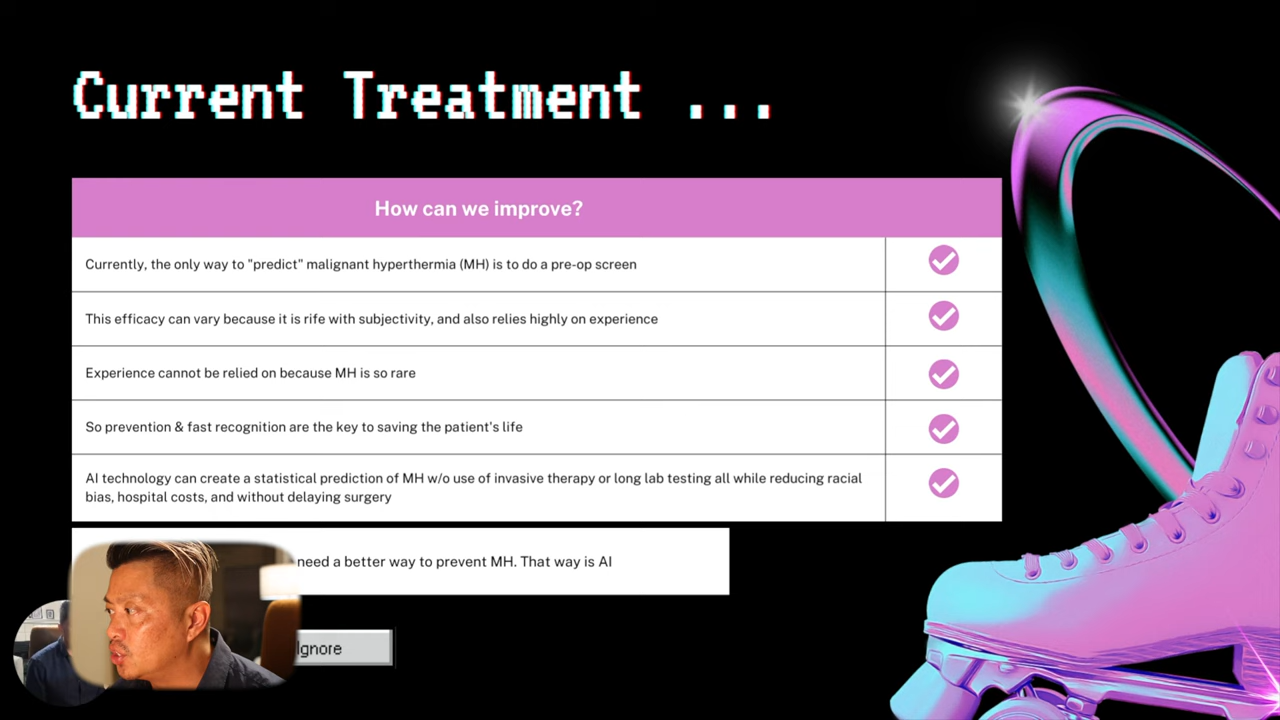 Current Treatment ...
How can we improve?
Currently, the only way to "predict" malignant hyperthermia (MH) is to do a pre-op screen
This efficacy can vary because it is rife with subjectivity, and also relies highly on experience
Experience cannot be relied on because MH is so rare
So prevention & fast recognition are the key to saving the patient's life
AI technology can create a statistical prediction of MH w/o use of invasive therapy or long lab testing all while reducing racial
bias, hospital costs, and without delaying surgery
need a better way to prevent MH. That way is AI
Ignore